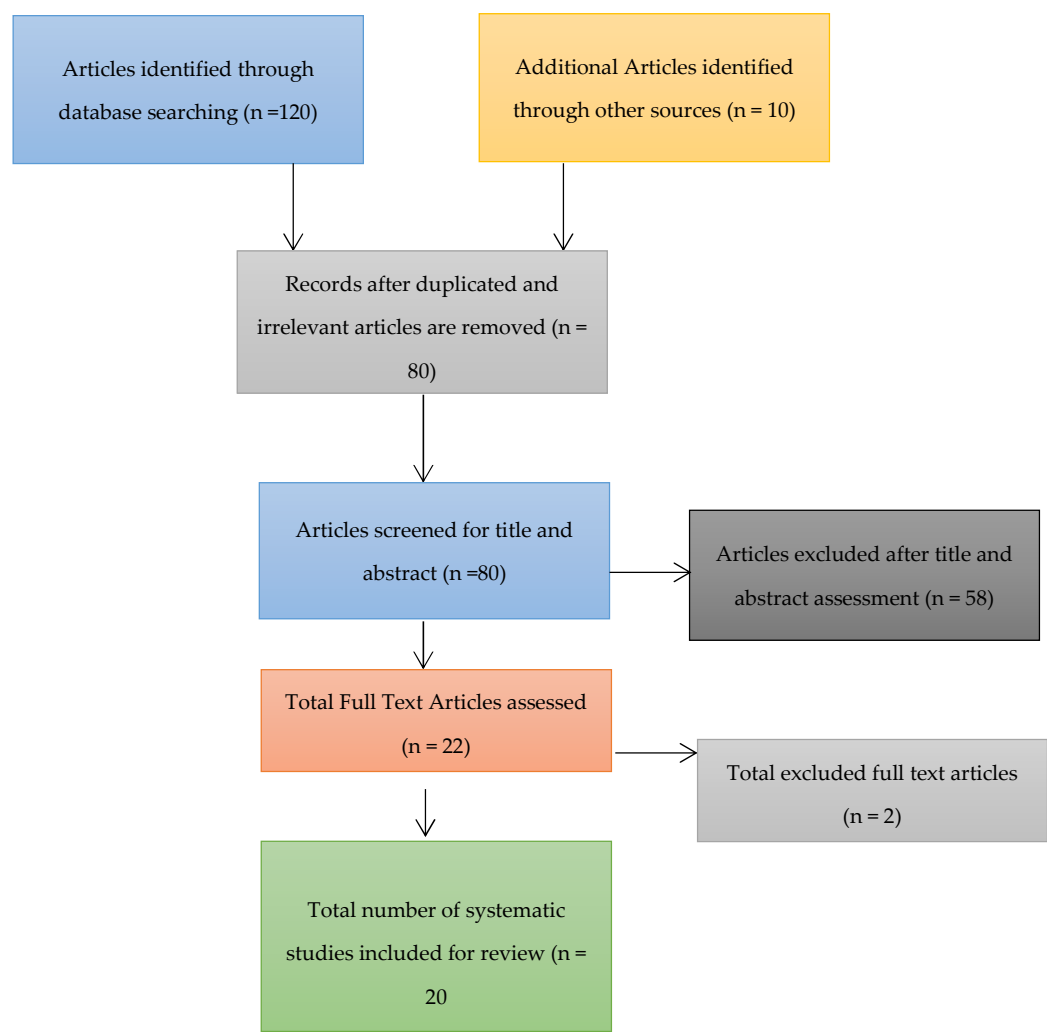 Articles identified through
database searching (n =120)
Additional Articles identified
through other sources (n = 10)
Records after duplicated and
irrelevant articles are removed (n =
80)
Articles screened for title and
abstract (n =80)
Articles excluded after title and
abstract assessment (n = 58)
Total Full Text Articles assessed
(n = 22)
Total excluded full text articles
(n = 2)
Total number of systematic
studies included for review (n =
20